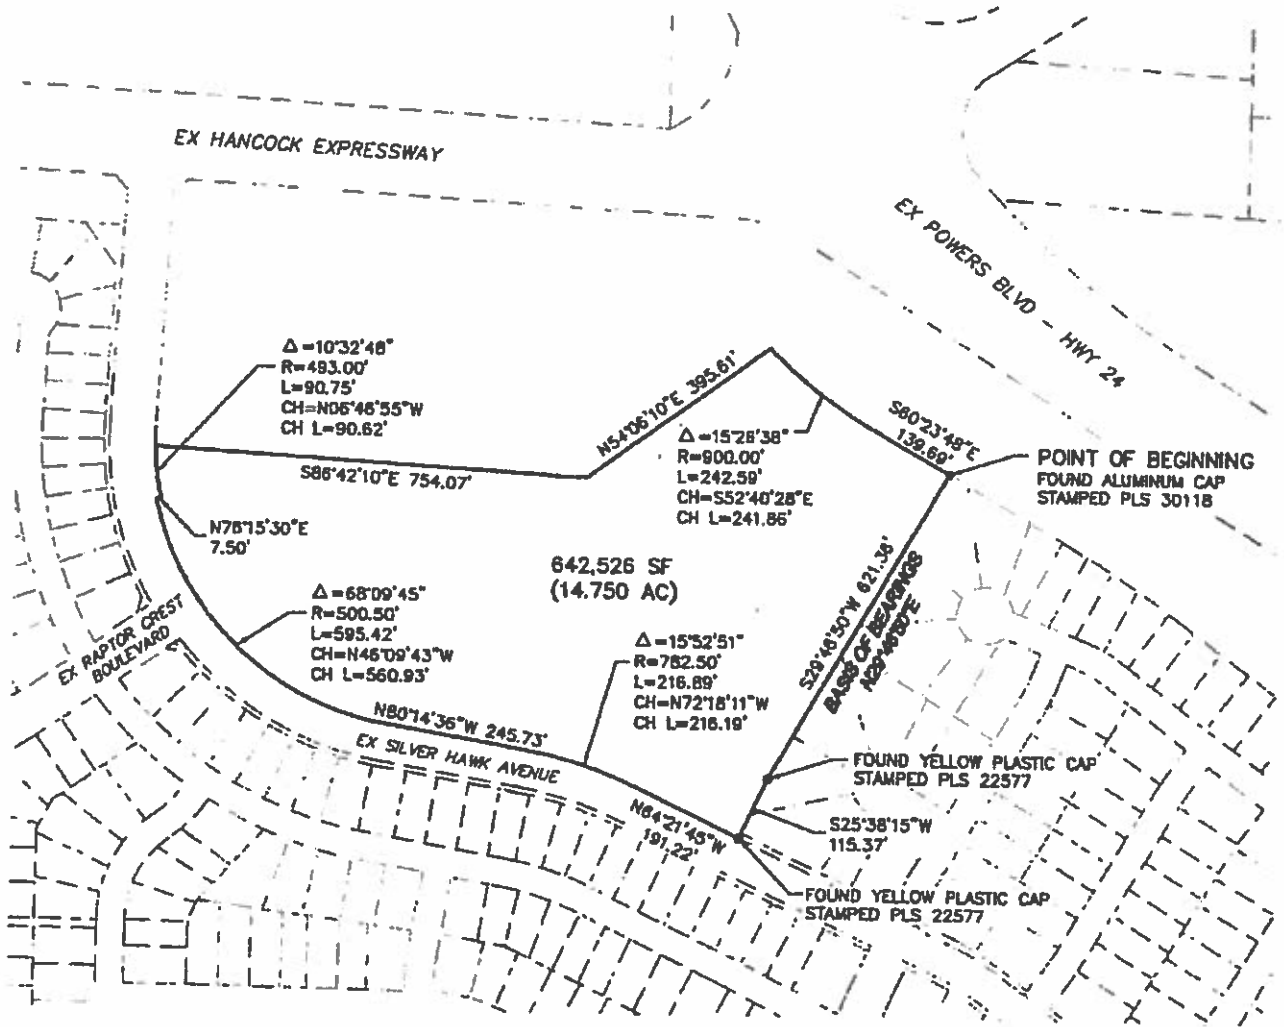 EX HANCOCK EXPRESSWAY
EX POWERS BLVD - HWY 24
Δ=10°32'48"
R=493.00'
L=90.75'
CH=N06°46'55"W
CH L=90.62'
N54°06'10"E 395.61'
S60°23'48"E
139.69'
Δ=15°26'38"
R=900.00'
L=242.59'
CH=S52°40'28"E
CH L=241.86'
POINT OF BEGINNING
FOUND ALUMINUM CAP
STAMPED PLS 30118
S86°42'10"E 754.07'
N78°15'30"E
7.50'
642,526 SF
(14.750 AC)
S29°46'50"W 621.36'
BASIS OF BEARINGS
N29°46'50"E
Δ=68°09'45"
R=500.50'
L=595.42'
CH=N46°09'43"W
CH L=560.93'
EX RAPTOR CREST
BOULEVARD
Δ=15°52'51"
R=782.50'
L=216.89'
CH=N72°18'11"W
CH L=216.19'
N80°14'36"W 245.73'
EX SILVER HAWK AVENUE
FOUND YELLOW PLASTIC CAP
STAMPED PLS 22577
N64°21'45"W
191.22'
S25°38'15"W
115.37'
FOUND YELLOW PLASTIC CAP
STAMPED PLS 22577